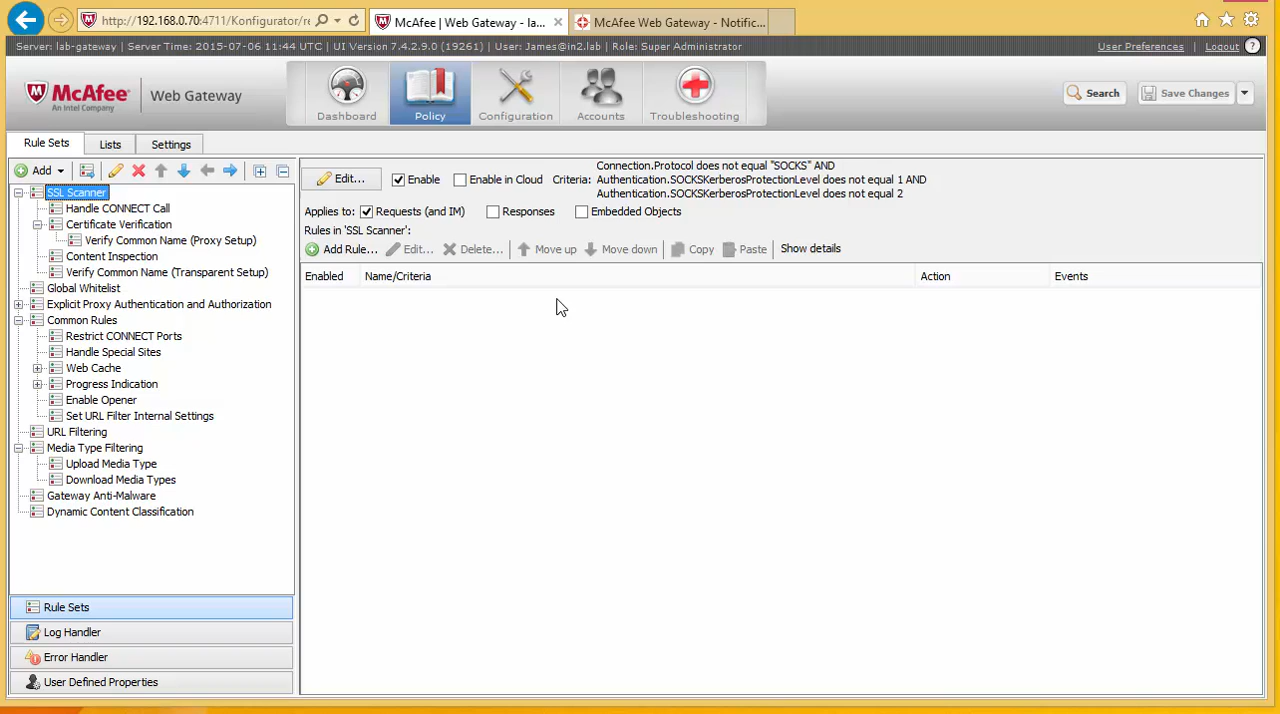 http://192.168.0.70:4711/Konfigurator/re
McAfee | Web Gateway - la...
McAfee Web Gateway - Notific...
Server: lab-gateway | Server Time: 2015-07-06 11:44 UTC | UI Version 7.4.2.9.0 (19261) | User: James@in2.lab | Role: Super Administrator
User Preferences | Logout ?
McAfee
An Intel Company
Web Gateway
Dashboard
Policy
Configuration
Accounts
Troubleshooting
Search
Save Changes
Rule Sets
Lists
Settings
Add
SSL Scanner
Handle CONNECT Call
Certificate Verification
Verify Common Name (Proxy Setup)
Content Inspection
Verify Common Name (Transparent Setup)
Global Whitelist
Explicit Proxy Authentication and Authorization
Common Rules
Restrict CONNECT Ports
Handle Special Sites
Web Cache
Progress Indication
Enable Opener
Set URL Filter Internal Settings
URL Filtering
Media Type Filtering
Upload Media Type
Download Media Types
Gateway Anti-Malware
Dynamic Content Classification
Rule Sets
Log Handler
Error Handler
User Defined Properties
Edit...
Enable
Enable in Cloud
Criteria:
Connection.Protocol does not equal "SOCKS" AND
Authentication.SOCKSKerberosProtectionLevel does not equal 1 AND
Authentication.SOCKSKerberosProtectionLevel does not equal 2
Applies to: Requests (and IM) Responses Embedded Objects
Rules in 'SSL Scanner':
Add Rule... Edit... Delete... Move up Move down Copy Paste Show details
Enabled Name/Criteria Action Events